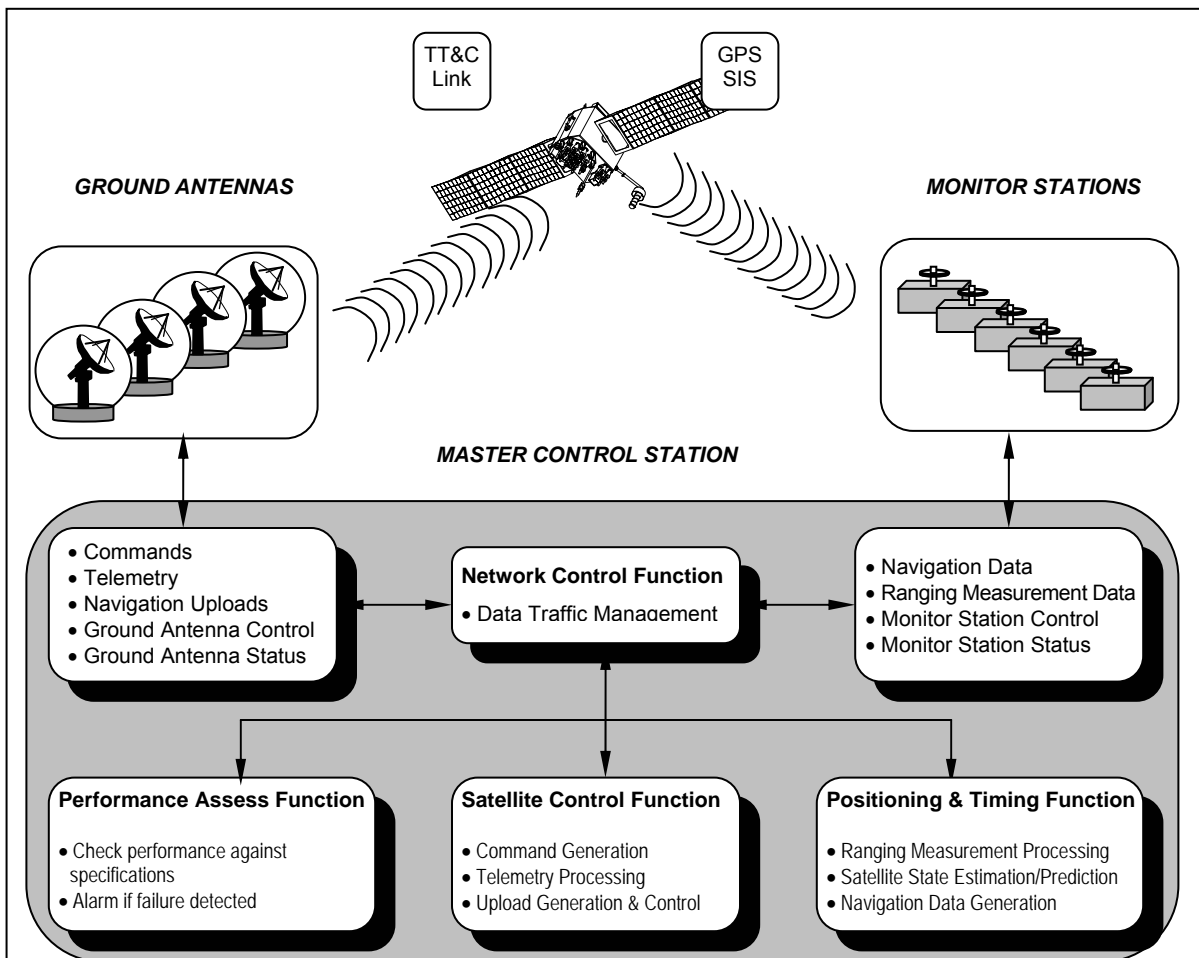 TT&C
Link
GPS
SIS
GROUND ANTENNAS
MONITOR STATIONS
MASTER CONTROL STATION
• Commands
• Telemetry
• Navigation Uploads
• Ground Antenna Control
• Ground Antenna Status
Network Control Function
• Data Traffic Management
• Navigation Data
• Ranging Measurement Data
• Monitor Station Control
• Monitor Station Status
Performance Assess Function
• Check performance against
specifications
• Alarm if failure detected
Satellite Control Function
• Command Generation
• Telemetry Processing
• Upload Generation & Control
Positioning & Timing Function
• Ranging Measurement Processing
• Satellite State Estimation/Prediction
• Navigation Data Generation